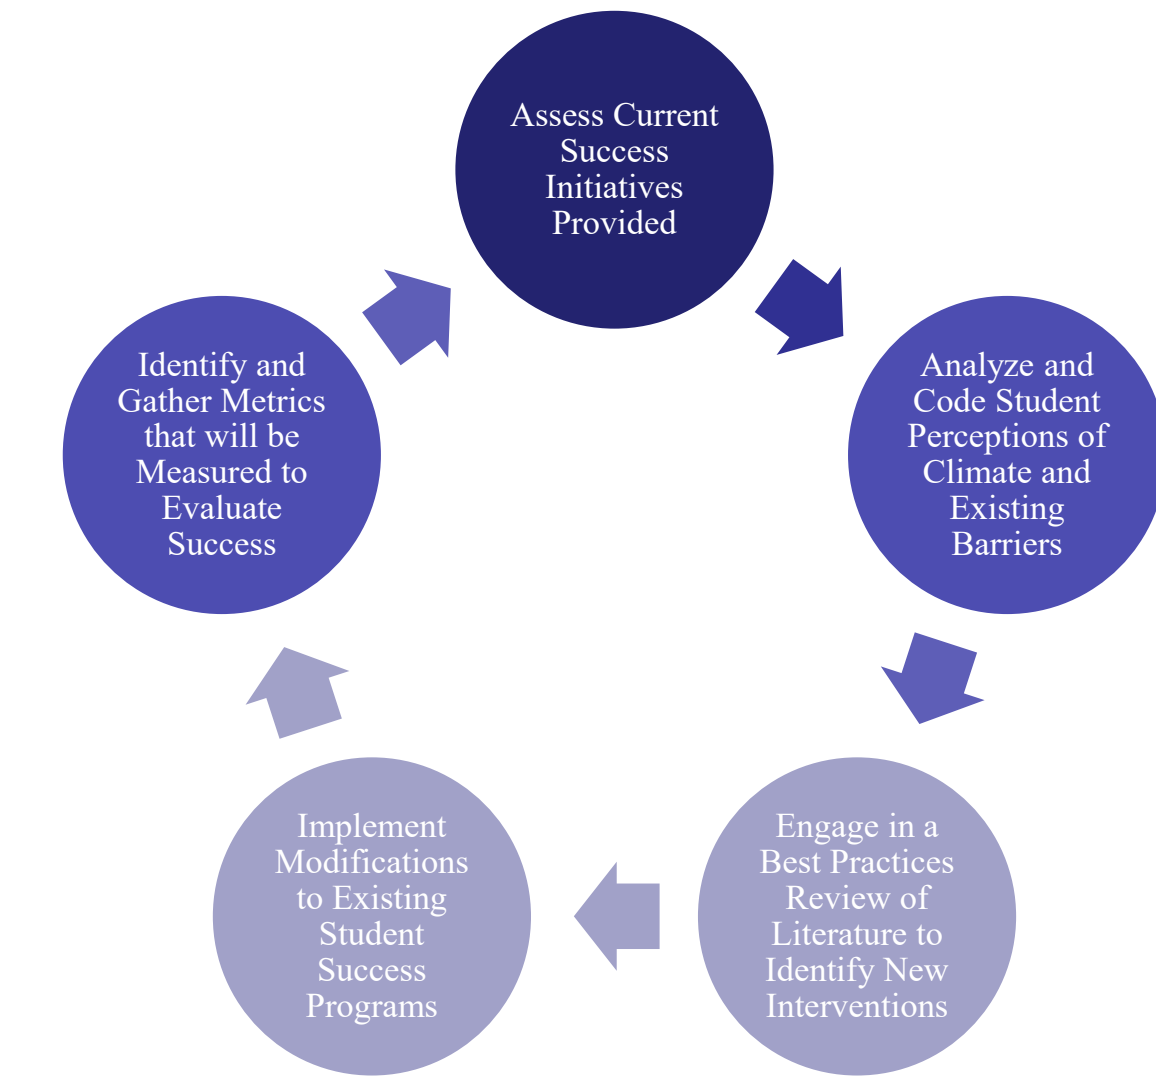 Assess Current
Success
Initiatives
Provided
Analyze and
Code Student
Perceptions of
Climate and
Existing
Barriers
Engage in a
Best Practices
Review of
Literature to
Identify New
Interventions
Implement
Modifications
to Existing
Student
Success
Programs
Identify and
Gather Metrics
that will be
Measured to
Evaluate
Success